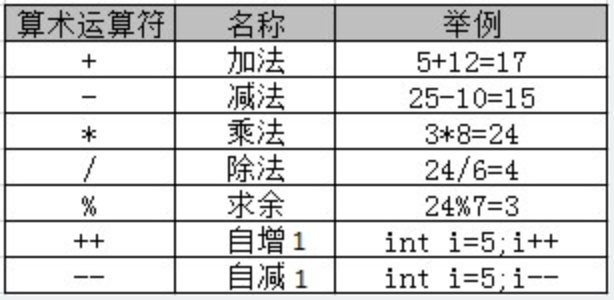 算术运算符 名称 举例
+ 加法 5+12=17
- 减法 25-10=15
* 乘法 3*8=24
/ 除法 24/6=4
% 求余 24%7=3
++ 自增1 int i=5;i++
-- 自减1 int i=5;i--